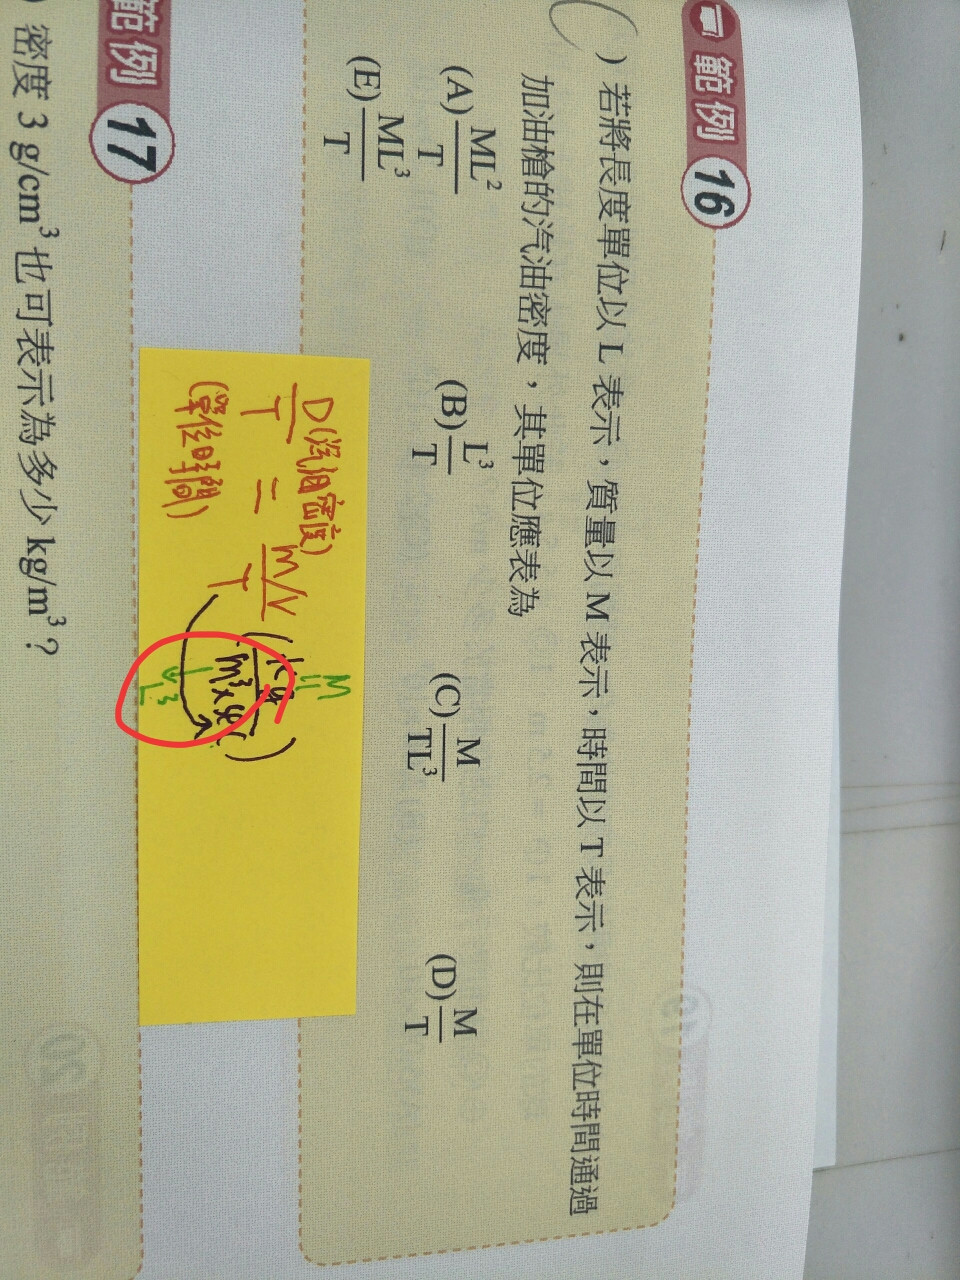 範例 16
) 若將長度單位以 L 表示,質量以 M 表示,時間以 T 表示,則在單位時間通過
加油槍的汽油密度,其單位應表為
(A) ML²/T (B) L³/T (C) M/TL³ (D) M/T
(E) ML³/T
D(汽油密度)/T(單位時間) = m/V/T (kg/m³×sec)
M
L³
範例 17
) 密度 3 g/cm³ 也可表示為多少 kg/m³?